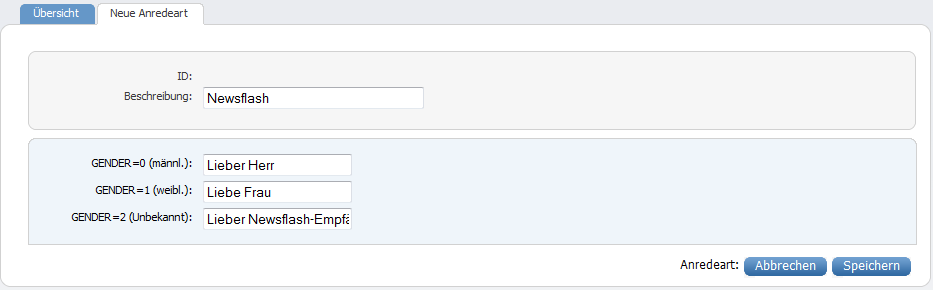 Übersicht Neue Anredeart
ID:
Beschreibung: Newsflash
GENDER=0 (männl.): Lieber Herr
GENDER=1 (weibl.): Liebe Frau
GENDER=2 (Unbekannt): Lieber Newsflash-Empfä
Anredeart: Abbrechen Speichern